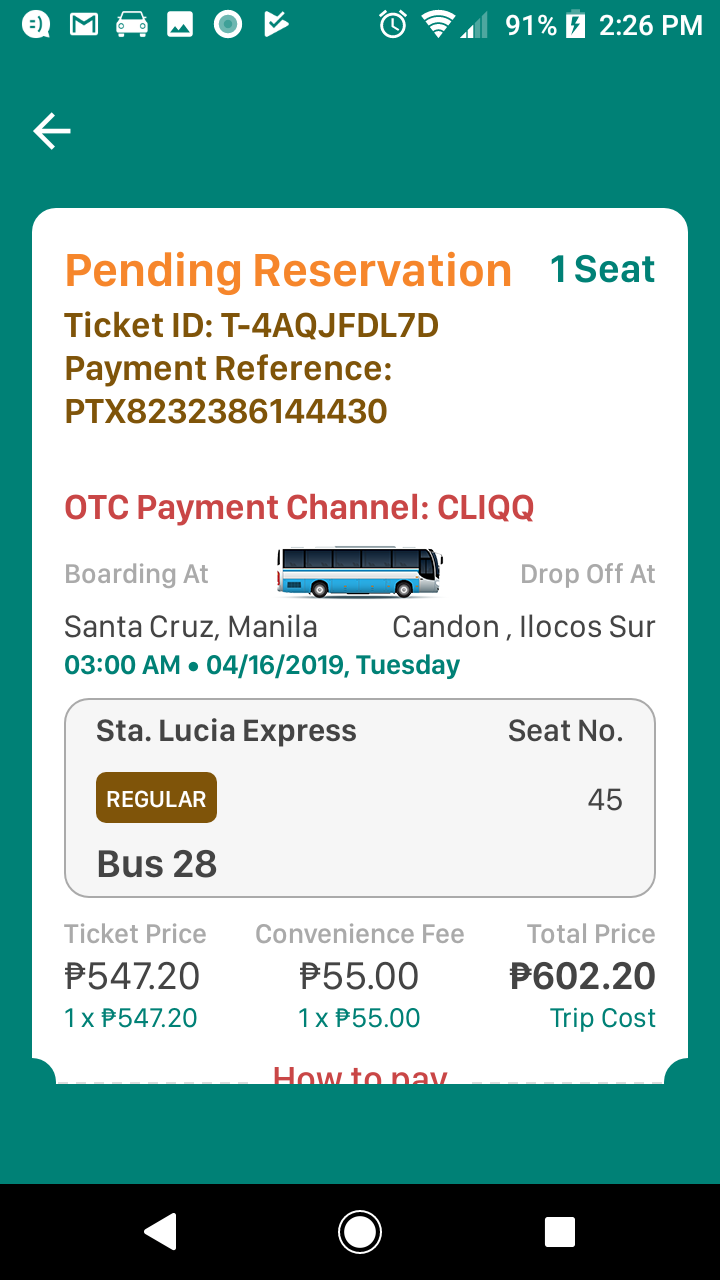 91% 2:26 PM
Pending Reservation 1 Seat
Ticket ID: T-4AQJFDL7D
Payment Reference:
PTX8232386144430
OTC Payment Channel: CLIQQ
Boarding At Drop Off At
Santa Cruz, Manila Candon , Ilocos Sur
03:00 AM • 04/16/2019, Tuesday
Sta. Lucia Express Seat No.
REGULAR 45
Bus 28
Ticket Price Convenience Fee Total Price
₱547.20 ₱55.00 ₱602.20
1 x ₱547.20 1 x ₱55.00 Trip Cost
How to pay